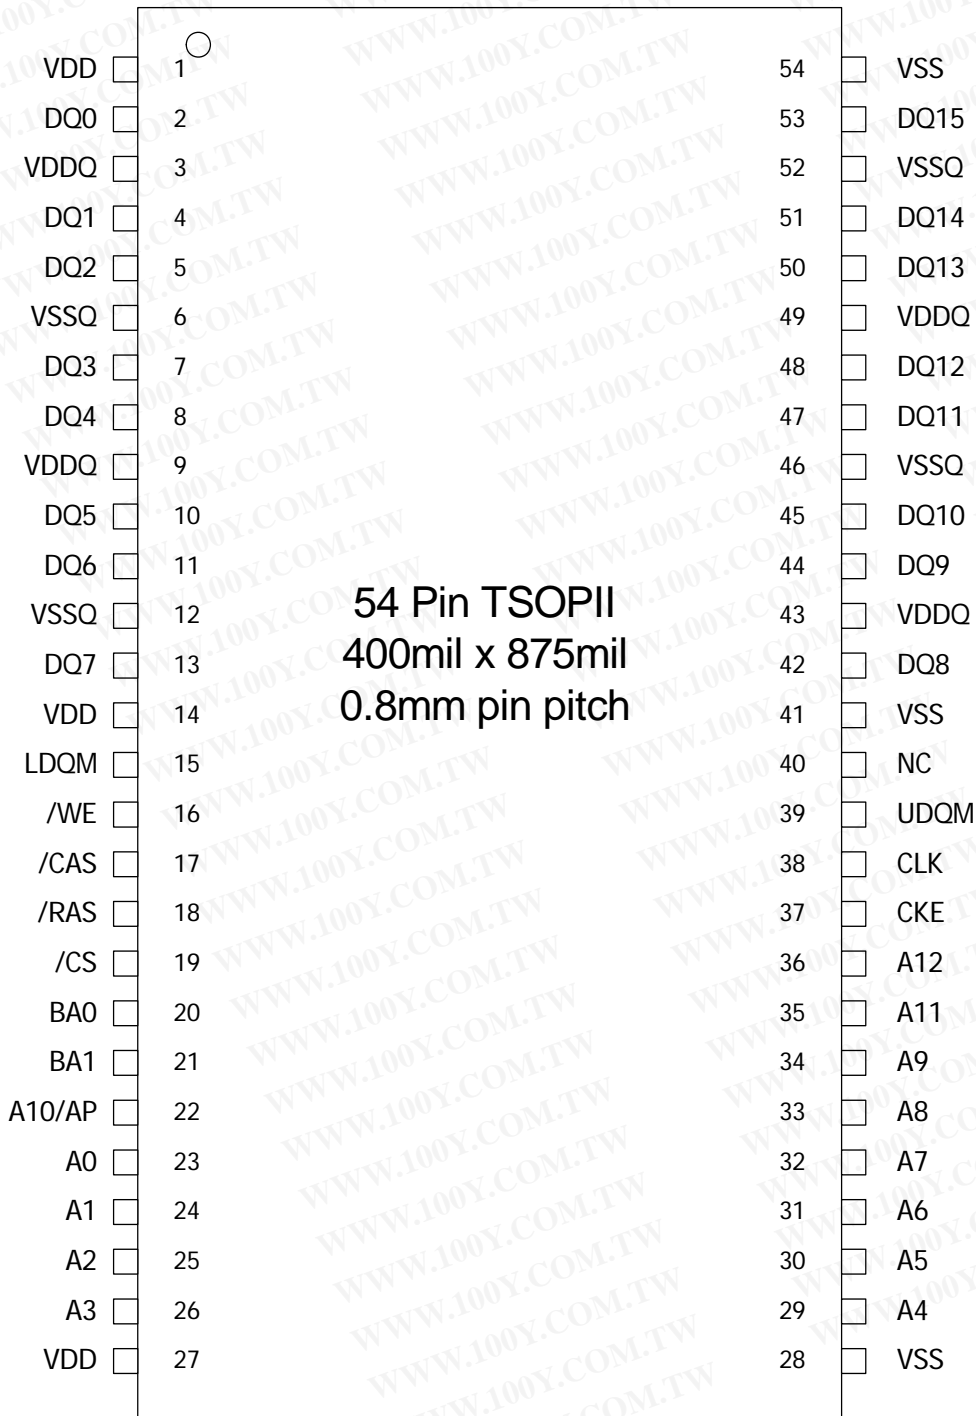 VDD 1 54 VSS
DQ0 2 53 DQ15
VDDQ 3 52 VSSQ
DQ1 4 51 DQ14
DQ2 5 50 DQ13
VSSQ 6 49 VDDQ
DQ3 7 48 DQ12
DQ4 8 47 DQ11
VDDQ 9 46 VSSQ
DQ5 10 45 DQ10
DQ6 11 44 DQ9
54 Pin TSOPII
VSSQ 12 43 VDDQ
400mil x 875mil
DQ7 13 42 DQ8
0.8mm pin pitch
VDD 14 41 VSS
LDQM 15 40 NC
/WE 16 39 UDQM
/CAS 17 38 CLK
/RAS 18 37 CKE
/CS 19 36 A12
BA0 20 35 A11
BA1 21 34 A9
A10/AP 22 33 A8
A0 23 32 A7
A1 24 31 A6
A2 25 30 A5
A3 26 29 A4
VDD 27 28 VSS
WWW.100Y.COM.TW